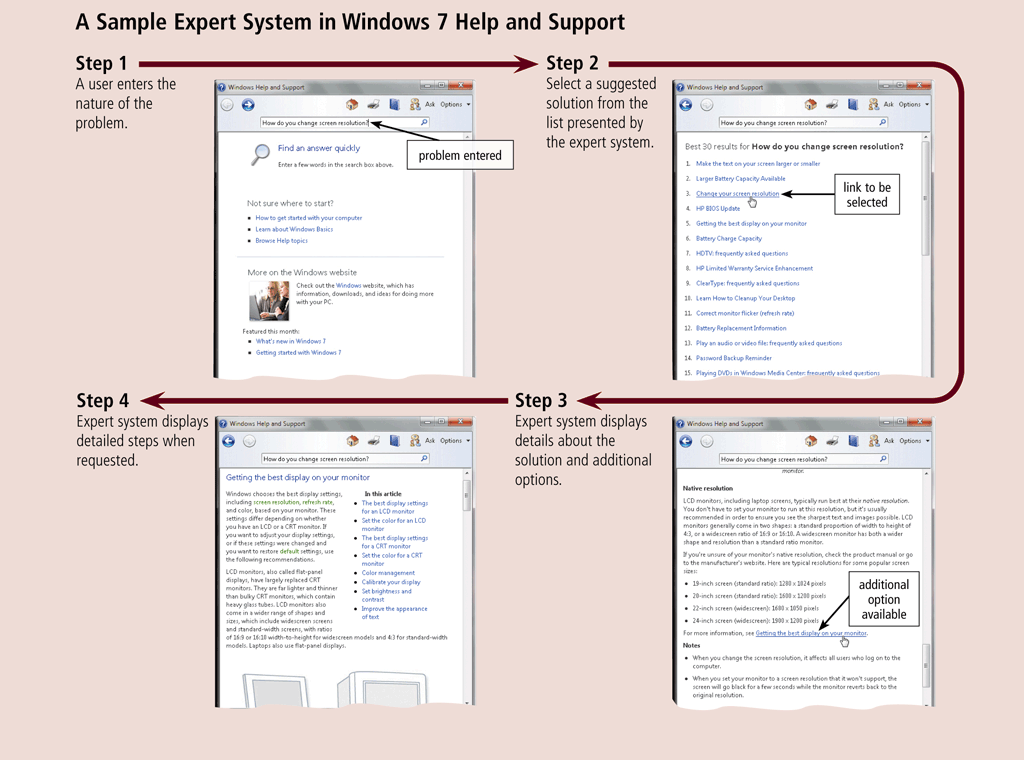 A Sample Expert System in Windows 7 Help and Support
Step 1
A user enters the
nature of the
problem.
Windows Help and Support
Ask Options
How do you change screen resolution?
problem entered
Find an answer quickly
Enter a few words in the search box above.
Not sure where to start?
How to get started with your computer
Learn about Windows Basics
Browse Help topics
More on the Windows website
Check out the Windows website, which has
information, downloads, and ideas for doing more
with your PC.
Featured this month:
What's new in Windows 7
Getting started with Windows 7
Step 2
Select a suggested
solution from the
list presented by
the expert system.
Windows Help and Support
Ask Options
How do you change screen resolution?
Best 30 results for How do you change screen resolution?
1. Make the text on your screen larger or smaller
2. Larger Battery Capacity Available
3. Change your screen resolution
4. HP BIOS Update
5. Getting the best display on your monitor
6. Battery Charge Capacity
7. HDTV: frequently asked questions
8. HP Limited Warranty Service Enhancement
9. ClearType: frequently asked questions
10. Learn How to Cleanup Your Desktop
11. Correct monitor flicker (refresh rate)
12. Battery Replacement Information
13. Play an audio or video file: frequently asked questions
14. Password Backup Reminder
15. Playing DVDs in Windows Media Center: frequently asked questions
link to be
selected
Step 3
Expert system displays
details about the
solution and additional
options.
Windows Help and Support
Ask Options
How do you change screen resolution?
monitor.
Native resolution
LCD monitors, including laptop screens, typically run best at their native resolution.
You don't have to set your monitor to run at this resolution, but it's usually
recommended in order to ensure you see the sharpest text and images possible. LCD
monitors generally come in two shapes: a standard proportion of width to height of
4:3, or a widescreen ratio of 16:9 or 16:10. A widescreen monitor has both a wider
shape and resolution than a standard ratio monitor.
If you're unsure of your monitor's native resolution, check the product manual or go
to the manufacturer's website. Here are typical resolutions for some popular screen
sizes:
19-inch screen (standard ratio): 1280 x 1024 pixels
20-inch screen (standard ratio): 1600 x 1200 pixels
22-inch screen (widescreen): 1680 x 1050 pixels
24-inch screen (widescreen): 1900 x 1200 pixels
For more information, see Getting the best display on your monitor.
additional
option
available
Notes
When you change the screen resolution, it affects all users who log on to the
computer.
When you set your monitor to a screen resolution that it won't support, the
screen will go black for a few seconds while the monitor reverts back to the
original resolution.
Step 4
Expert system displays
detailed steps when
requested.
Windows Help and Support
Ask Options
How do you change screen resolution?
Getting the best display on your monitor
Windows chooses the best display settings,
including screen resolution, refresh rate,
and color, based on your monitor. These
settings differ depending on whether
you have an LCD or a CRT monitor. If
you want to adjust your display settings,
or if these settings were changed and
you want to restore default settings, use
the following recommendations.
LCD monitors, also called flat-panel
displays, have largely replaced CRT
monitors. They are far lighter and thinner
than bulky CRT monitors, which contain
heavy glass tubes. LCD monitors also
come in a wider range of shapes and
sizes, which include widescreen screens
and standard-width screens, with ratios
of 16:9 or 16:10 width-to-height for widescreen models and 4:3 for standard-width
models. Laptops also use flat-panel displays.
In this article
The best display settings
for an LCD monitor
Set the color for an LCD
monitor
The best display settings
for a CRT monitor
Set the color for a CRT
monitor
Color management
Calibrate your display
Set brightness and
contrast
Improve the appearance
of text